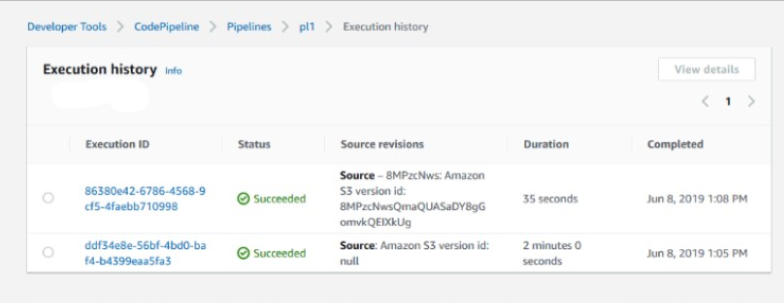 Developer Tools > CodePipeline > Pipelines > pl1 > Execution history
Execution history Info
View details
< 1 >
Execution ID Status Source revisions Duration Completed
86380e42-6786-4568-9
cf5-4faebb710998
Succeeded
Source – 8MPzcNws: Amazon
S3 version id:
8MPzcNwsQmaQUASaDY8gG
omvkQEIXkUg
35 seconds
Jun 8, 2019 1:08 PM
ddf34e8e-56bf-4bd0-ba
f4-b4399eaa5fa3
Succeeded
Source: Amazon S3 version id:
null
2 minutes 0
seconds
Jun 8, 2019 1:05 PM